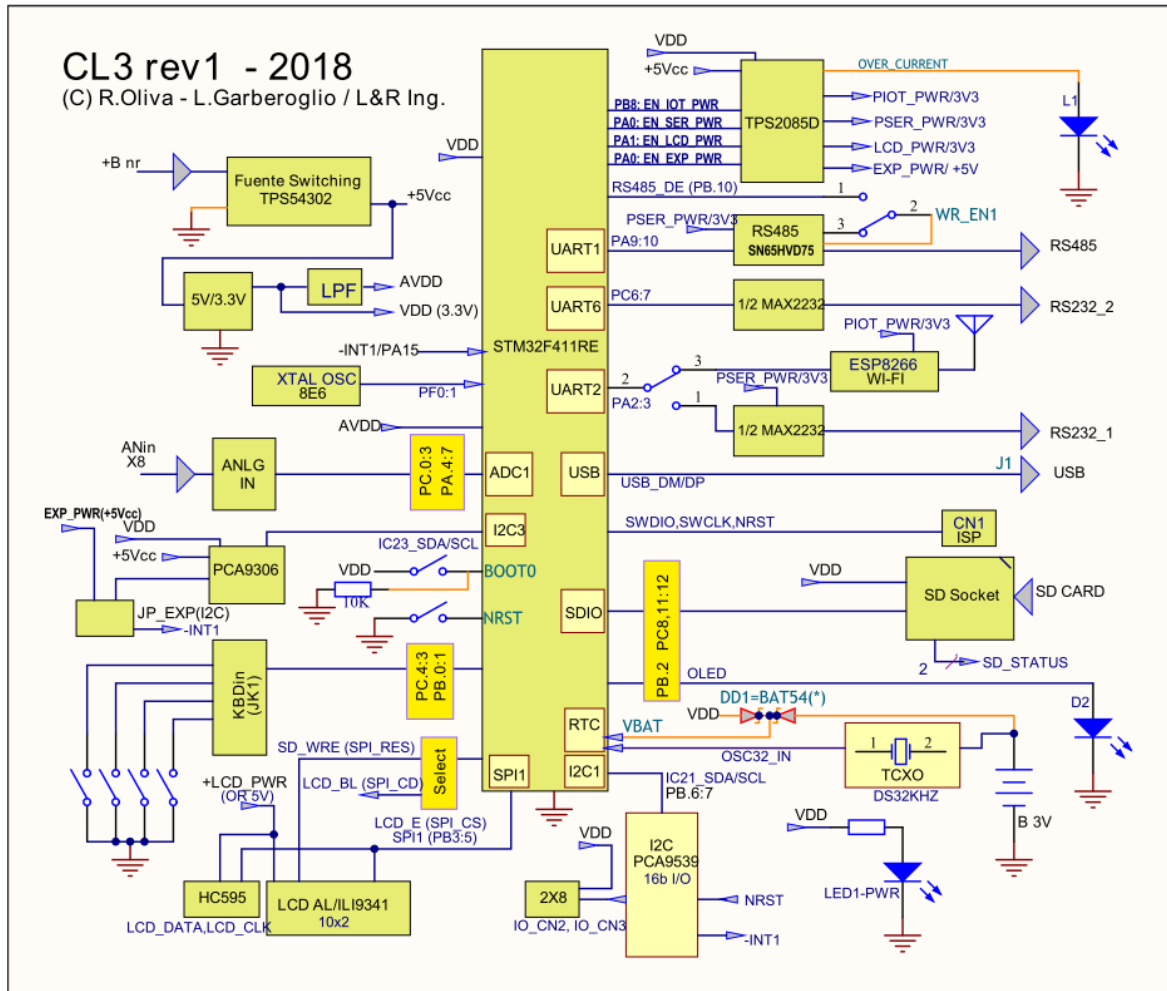 CL3 rev1 - 2018
(C) R.Oliva - L.Garberoglio / L&R Ing.
VDD
+5Vcc
OVER_CURRENT
TPS2085D
PB8: EN_IOT_PWR
PA0: EN_SER_PWR
PA1: EN_LCD_PWR
PA0: EN_EXP_PWR
PIOT_PWR/3V3
PSER_PWR/3V3
LCD_PWR/3V3
EXP_PWR/ +5V
L1
VDD
+B nr
Fuente Switching
TPS54302
+5Vcc
RS485_DE (PB.10)
1
2
3
WR_EN1
PSER_PWR/3V3
RS485
SN65HVD75
UART1
PA9:10
RS485
5V/3.3V
LPF
AVDD
VDD (3.3V)
UART6
PC6:7
1/2 MAX2232
RS232_2
-INT1/PA15
STM32F411RE
PIOT_PWR/3V3
ESP8266
WI-FI
XTAL OSC
8E6
PF0:1
UART2
2
PA2:3
3
1
PSER_PWR/3V3
1/2 MAX2232
RS232_1
AVDD
ANin
X8
ANLG
IN
PC.0:3
PA.4:7
ADC1
USB
USB_DM/DP
J1
USB
EXP_PWR(+5Vcc)
VDD
+5Vcc
PCA9306
I2C3
IC23_SDA/SCL
SWDIO,SWCLK,NRST
CN1
ISP
VDD
BOOT0
10K
NRST
JP_EXP(I2C)
-INT1
SDIO
PB.2 PC8,11:12
VDD
SD Socket
SD CARD
2
SD_STATUS
KBDin
(JK1)
PC.4:3
PB.0:1
OLED
D2
DD1=BAT54(*)
VDD
RTC
VBAT
OSC32_IN
1
2
TCXO
DS32KHZ
B 3V
SD_WRE (SPI_RES)
Select
LCD_BL (SPI_CD)
SPI1
I2C1
IC21_SDA/SCL
PB.6:7
+LCD_PWR
(OR 5V)
LCD_E (SPI_CS)
SPI1 (PB3:5)
VDD
I2C
PCA9539
16b I/O
VDD
LED1-PWR
HC595
LCD AL/ILI9341
10x2
LCD_DATA,LCD_CLK
2X8
IO_CN2, IO_CN3
NRST
-INT1